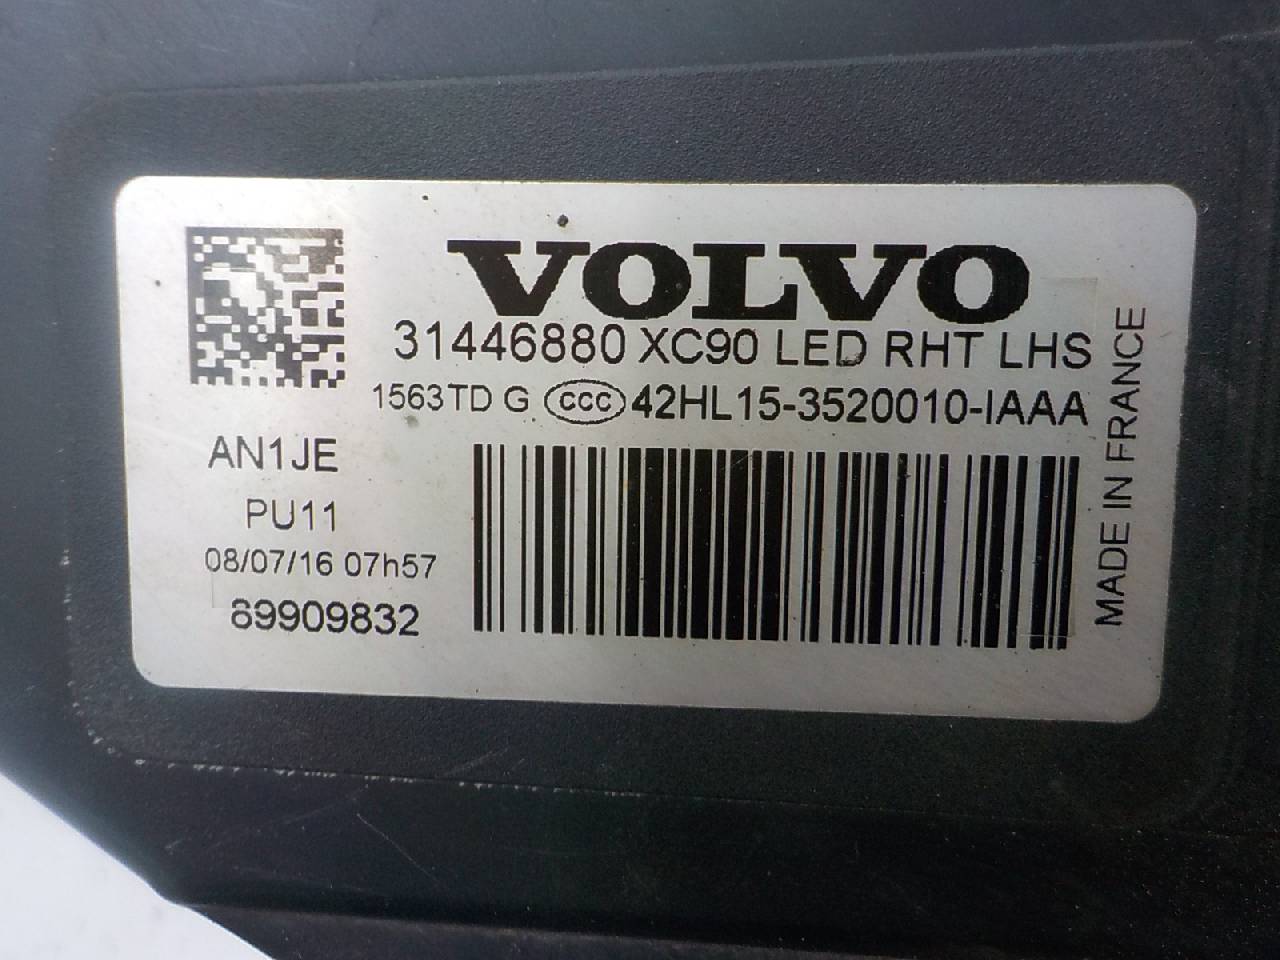 VOLVO
31446880 XC90 LED RHT LHS
1563TD G CCC 42HL15-3520010-IAAA
AN1JE
PU11
08/07/16 07h57
69909832
MADE IN FRANCE